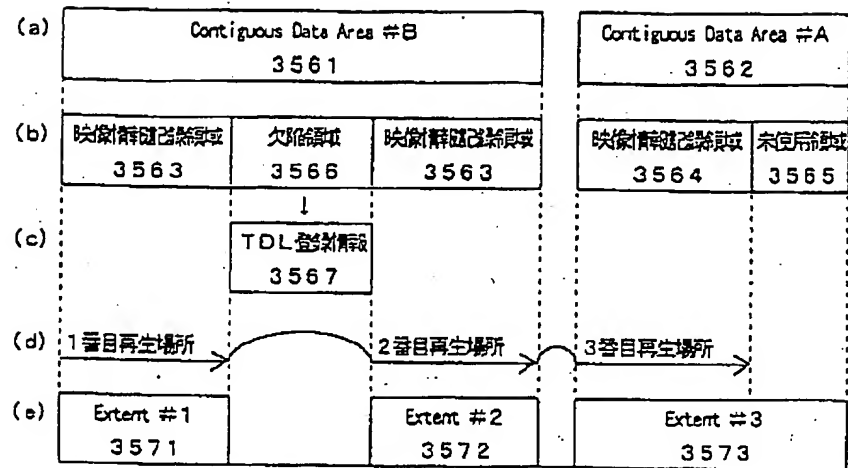 (a)
Contiguous Data Area #B
3561
Contiguous Data Area #A
3562
(b)
映像情報既記録領域
3563
欠陥領域
3566
映像情報既記録領域
3563
映像情報既記録領域
3564
未使用領域
3565
↓
(c)
TDL登録情報
3567
(d)
1番目再生場所
2番目再生場所
3番目再生場所
(e)
Extent #1
3571
Extent #2
3572
Extent #3
3573